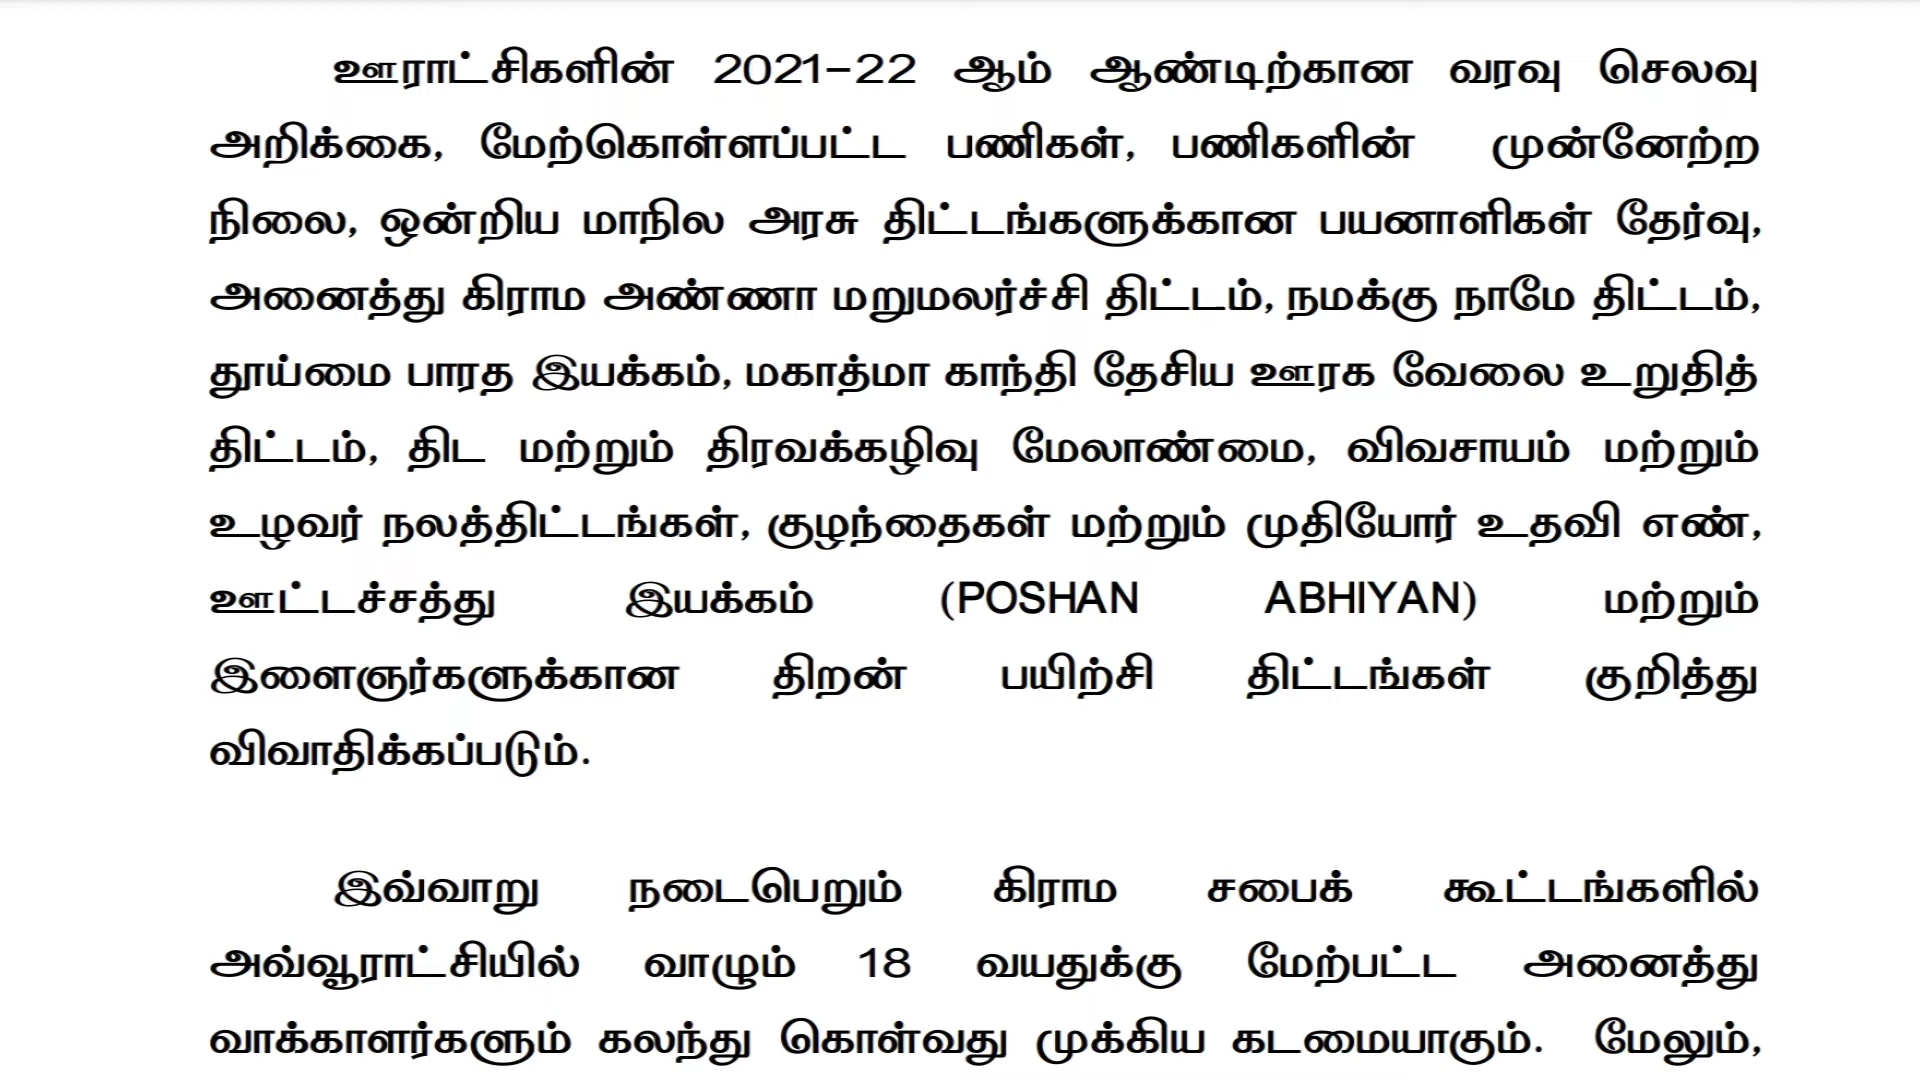 ஊராட்சிகளின் 2021-22 ஆம் ஆண்டிற்கான வரவு செலவு
அறிக்கை, மேற்கொள்ளப்பட்ட பணிகள், பணிகளின் முன்னேற்ற
நிலை, ஒன்றிய மாநில அரசு திட்டங்களுக்கான பயனாளிகள் தேர்வு,
அனைத்து கிராம அண்ணா மறுமலர்ச்சி திட்டம், நமக்கு நாமே திட்டம்,
தூய்மை பாரத இயக்கம், மகாத்மா காந்தி தேசிய ஊரக வேலை உறுதித்
திட்டம், திட மற்றும் திரவக்கழிவு மேலாண்மை, விவசாயம் மற்றும்
உழவர் நலத்திட்டங்கள், குழந்தைகள் மற்றும் முதியோர் உதவி எண்,
ஊட்டச்சத்து இயக்கம் (POSHAN ABHIYAN) மற்றும்
இளைஞர்களுக்கான திறன் பயிற்சி திட்டங்கள் குறித்து
விவாதிக்கப்படும்.
இவ்வாறு நடைபெறும் கிராம சபைக் கூட்டங்களில்
அவ்வூராட்சியில் வாழும் 18 வயதுக்கு மேற்பட்ட அனைத்து
வாக்காளர்களும் கலந்து கொள்வது முக்கிய கடமையாகும். மேலும்,